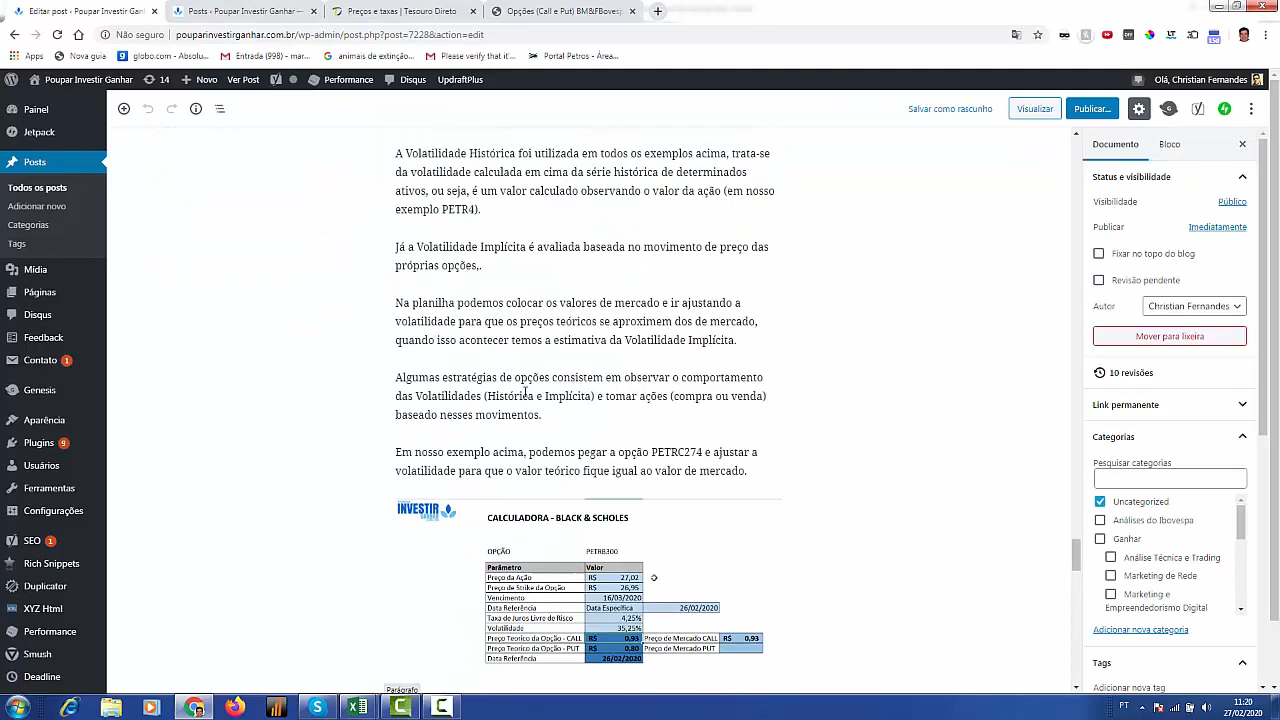 Editar post ‹ Poupar Investir Gan
Posts ‹ Poupar Investir Ganhar —
Preços e taxas | Tesouro Direto
Opções (Call e Put) BM&FBovesp
Não seguro | pouparinvestirganhar.com.br/wp-admin/post.php?post=7228&action=edit
Apps
Nova guia
globo.com - Absolu...
Entrada (998) - mar...
animais de extinção...
Please verify that it'...
Portal Petros - Área...
Poupar Investir Ganhar
14
Novo
Ver Post
Performance
Disqus
UpdraftPlus
Olá, Christian Fernandes
Painel
Jetpack
Posts
Todos os posts
Adicionar novo
Categorias
Tags
Mídia
Páginas
Disqus
Feedback
Contato 1
Genesis
Aparência
Plugins 9
Usuários
Ferramentas
Configurações
SEO 1
Rich Snippets
Duplicator
XYZ Html
Performance
Smush
Deadline
Salvar como rascunho
Visualizar
Publicar...
A Volatilidade Histórica foi utilizada em todos os exemplos acima, trata-se
da volatilidade calculada em cima da série histórica de determinados
ativos, ou seja, é um valor calculado observando o valor da ação (em nosso
exemplo PETR4).
Já a Volatilidade Implícita é avaliada baseada no movimento de preço das
próprias opções,.
Na planilha podemos colocar os valores de mercado e ir ajustando a
volatilidade para que os preços teóricos se aproximem dos de mercado,
quando isso acontecer temos a estimativa da Volatilidade Implícita.
Algumas estratégias de opções consistem em observar o comportamento
das Volatilidades (Histórica e Implícita) e tomar ações (compra ou venda)
baseado nesses movimentos.
Em nosso exemplo acima, podemos pegar a opção PETRC274 e ajustar a
volatilidade para que o valor teórico fique igual ao valor de mercado.
INVESTIR
CALCULADORA - BLACK & SCHOLES
OPÇÃO PETRB300
Parâmetro Valor
Preço da Ação R$ 27,02
Preço de Strike da Opção R$ 26,95
Vencimento 16/03/2020
Data Referência Data Específica 26/02/2020
Taxa de Juros Livre de Risco 4,25%
Volatilidade 35,25%
Preço Teorico da Opção - CALL R$ 0,93 Preço de Mercado CALL R$ 0,93
Preço Teorico da Opção - PUT R$ 0,80 Preço de Mercado PUT
Data Referência 26/02/2020
Parágrafo
Documento
Bloco
Status e visibilidade
Visibilidade Público
Publicar Imediatamente
Fixar no topo do blog
Revisão pendente
Autor Christian Fernandes
Mover para lixeira
10 revisões
Link permanente
Categorias
Pesquisar categorias
Uncategorized
Análises do Ibovespa
Ganhar
Análise Técnica e Trading
Marketing de Rede
Marketing e
Empreendedorismo Digital
Adicionar nova categoria
Tags
Adicionar nova tag
PT
11:20
27/02/2020